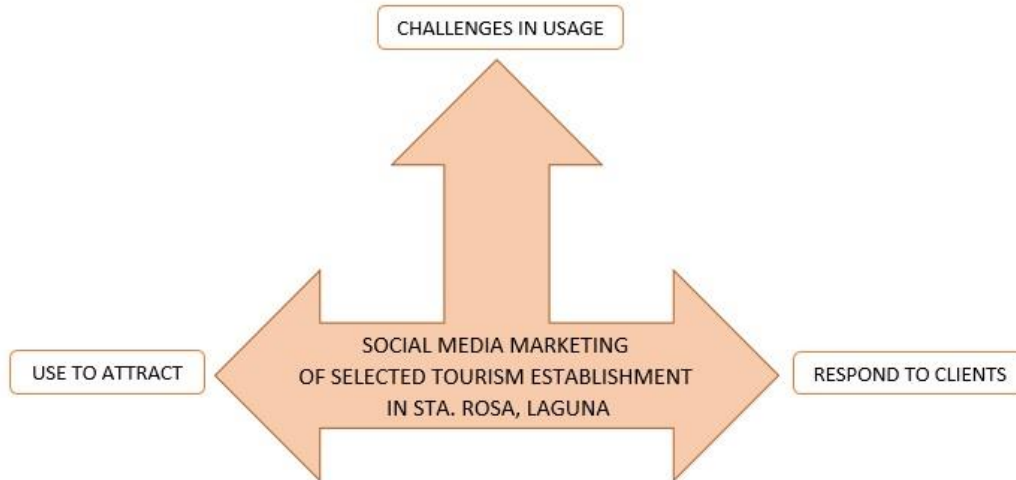 CHALLENGES IN USAGE
SOCIAL MEDIA MARKETING
OF SELECTED TOURISM ESTABLISHMENT
IN STA. ROSA, LAGUNA
USE TO ATTRACT
RESPOND TO CLIENTS